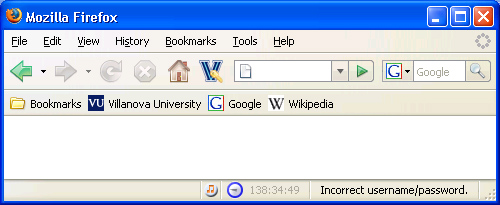 Mozilla Firefox
File Edit View History Bookmarks Tools Help
G Google
Bookmarks VU Villanova University G Google W Wikipedia
138:34:49 Incorrect username/password.